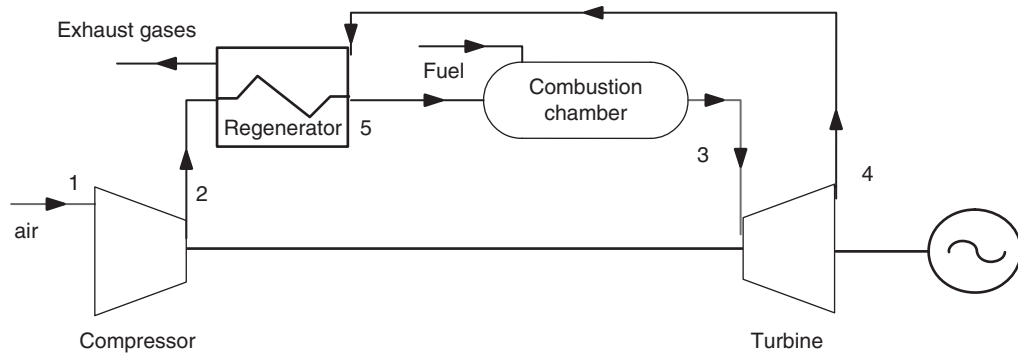 Exhaust gases
Fuel
Combustion
chamber
Regenerator
5
3
1
2
4
air
Compressor
Turbine